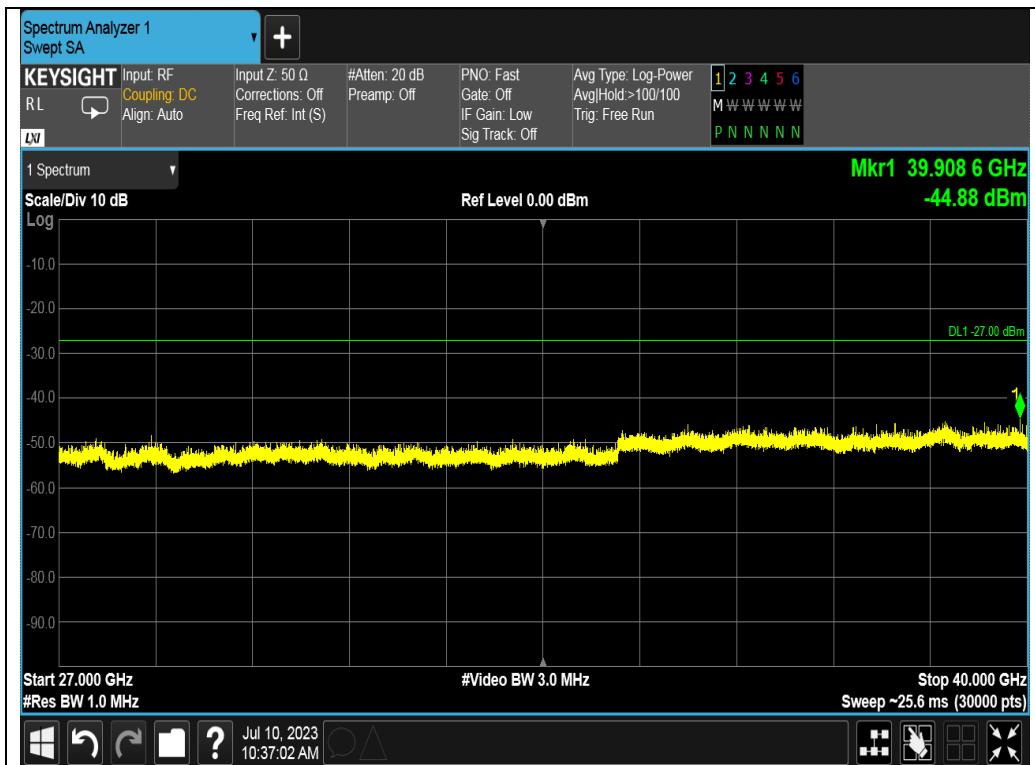 Spectrum Analyzer 1
Swept SA
+
KEYSIGHT
RL
LXI
Input: RF
Coupling: DC
Align: Auto
Input Z: 50 Ω
Corrections: Off
Freq Ref: Int (S)
#Atten: 20 dB
Preamp: Off
PNO: Fast
Gate: Off
IF Gain: Low
Sig Track: Off
Avg Type: Log-Power
Avg|Hold:>100/100
Trig: Free Run
1 2 3 4 5 6
M W W W W W
P N N N N N
1 Spectrum
Mkr1 39.908 6 GHz
-44.88 dBm
Scale/Div 10 dB
Ref Level 0.00 dBm
Log
-10.0
-20.0
DL1 -27.00 dBm
-30.0
-40.0
1
-50.0
-60.0
-70.0
-80.0
-90.0
Start 27.000 GHz
#Video BW 3.0 MHz
Stop 40.000 GHz
#Res BW 1.0 MHz
Sweep ~25.6 ms (30000 pts)
?
Jul 10, 2023
10:37:02 AM